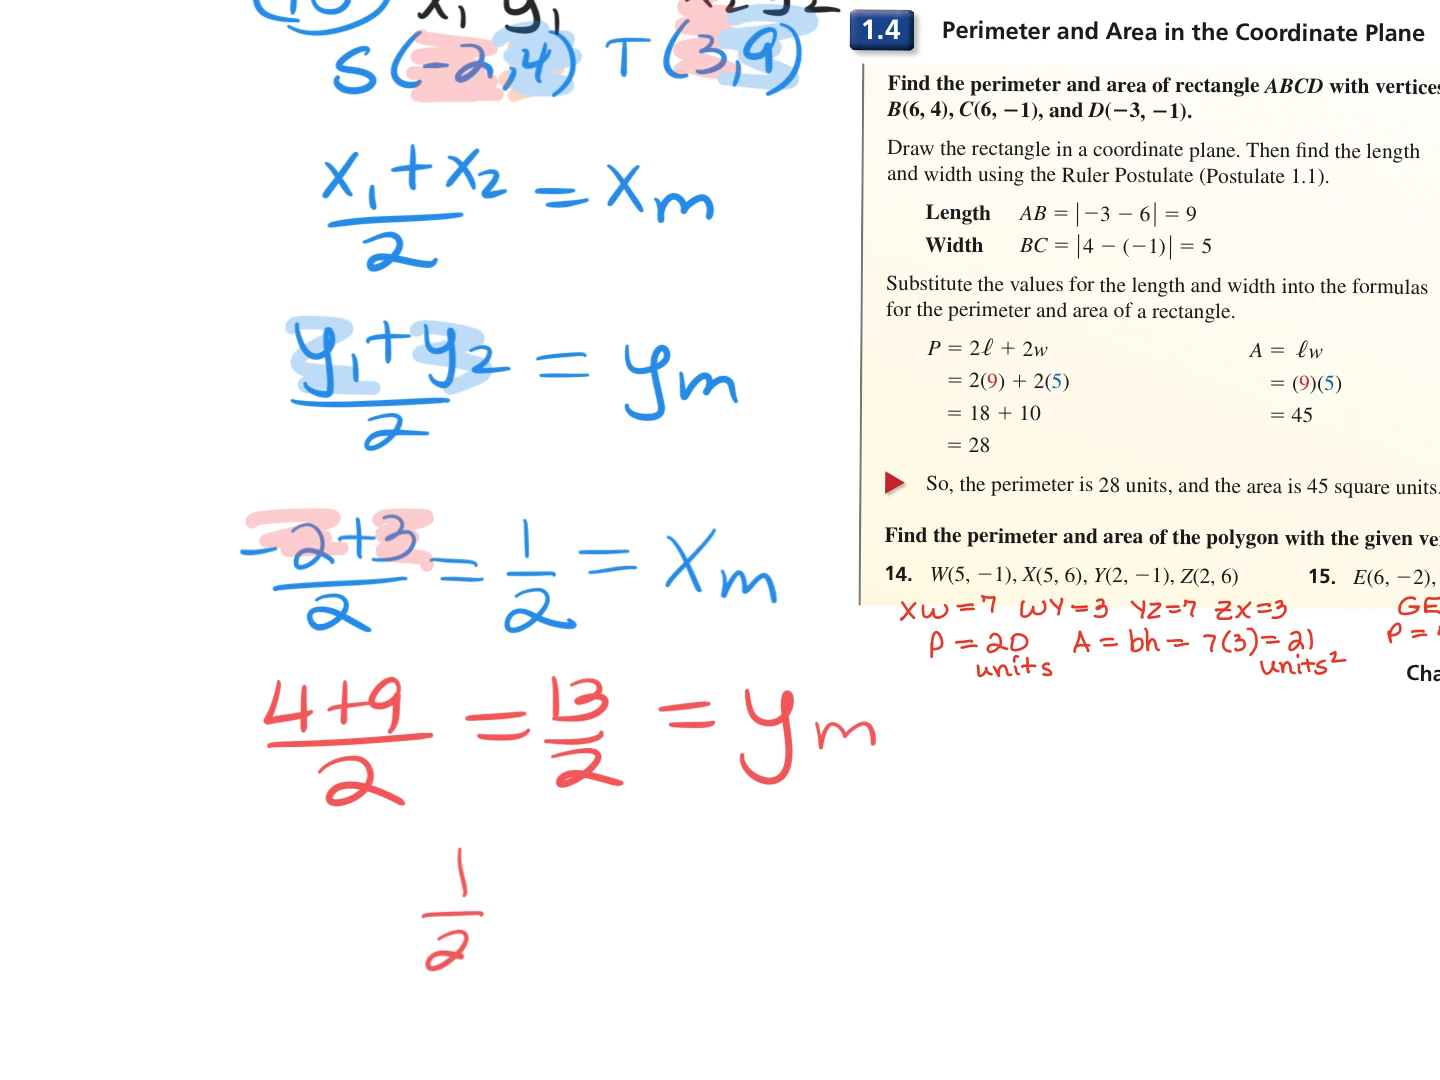 x₁ y₁
S(-2,4) T(3,9)
x₁ + x₂ / 2 = xm
y₁ + y₂ / 2 = ym
-2+3 / 2 = 1/2 = xm
4+9 / 2 = 13/2 = ym
1/2
1.4 Perimeter and Area in the Coordinate Plane
Find the perimeter and area of rectangle ABCD with vertices
B(6, 4), C(6, −1), and D(−3, −1).
Draw the rectangle in a coordinate plane. Then find the length
and width using the Ruler Postulate (Postulate 1.1).
Length AB = |−3 − 6| = 9
Width BC = |4 − (−1)| = 5
Substitute the values for the length and width into the formulas
for the perimeter and area of a rectangle.
P = 2ℓ + 2w A = ℓw
= 2(9) + 2(5) = (9)(5)
= 18 + 10 = 45
= 28
So, the perimeter is 28 units, and the area is 45 square units.
Find the perimeter and area of the polygon with the given ve
14. W(5, −1), X(5, 6), Y(2, −1), Z(2, 6) 15. E(6, −2),
XW=7 WY=3 YZ=7 ZX=3 GE
P = 20 A = bh = 7(3)= 21 P =
units units²
Cha